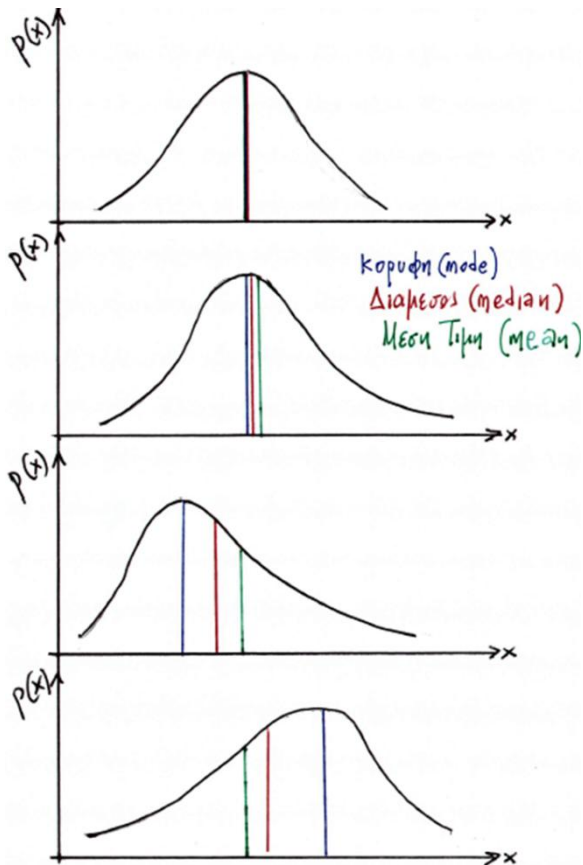 P(x)
x
P(x)
Κορυφη (mode)
Διαμεσος (median)
Μεση Τιμη (mean)
x
P(x)
x
P(x)
x